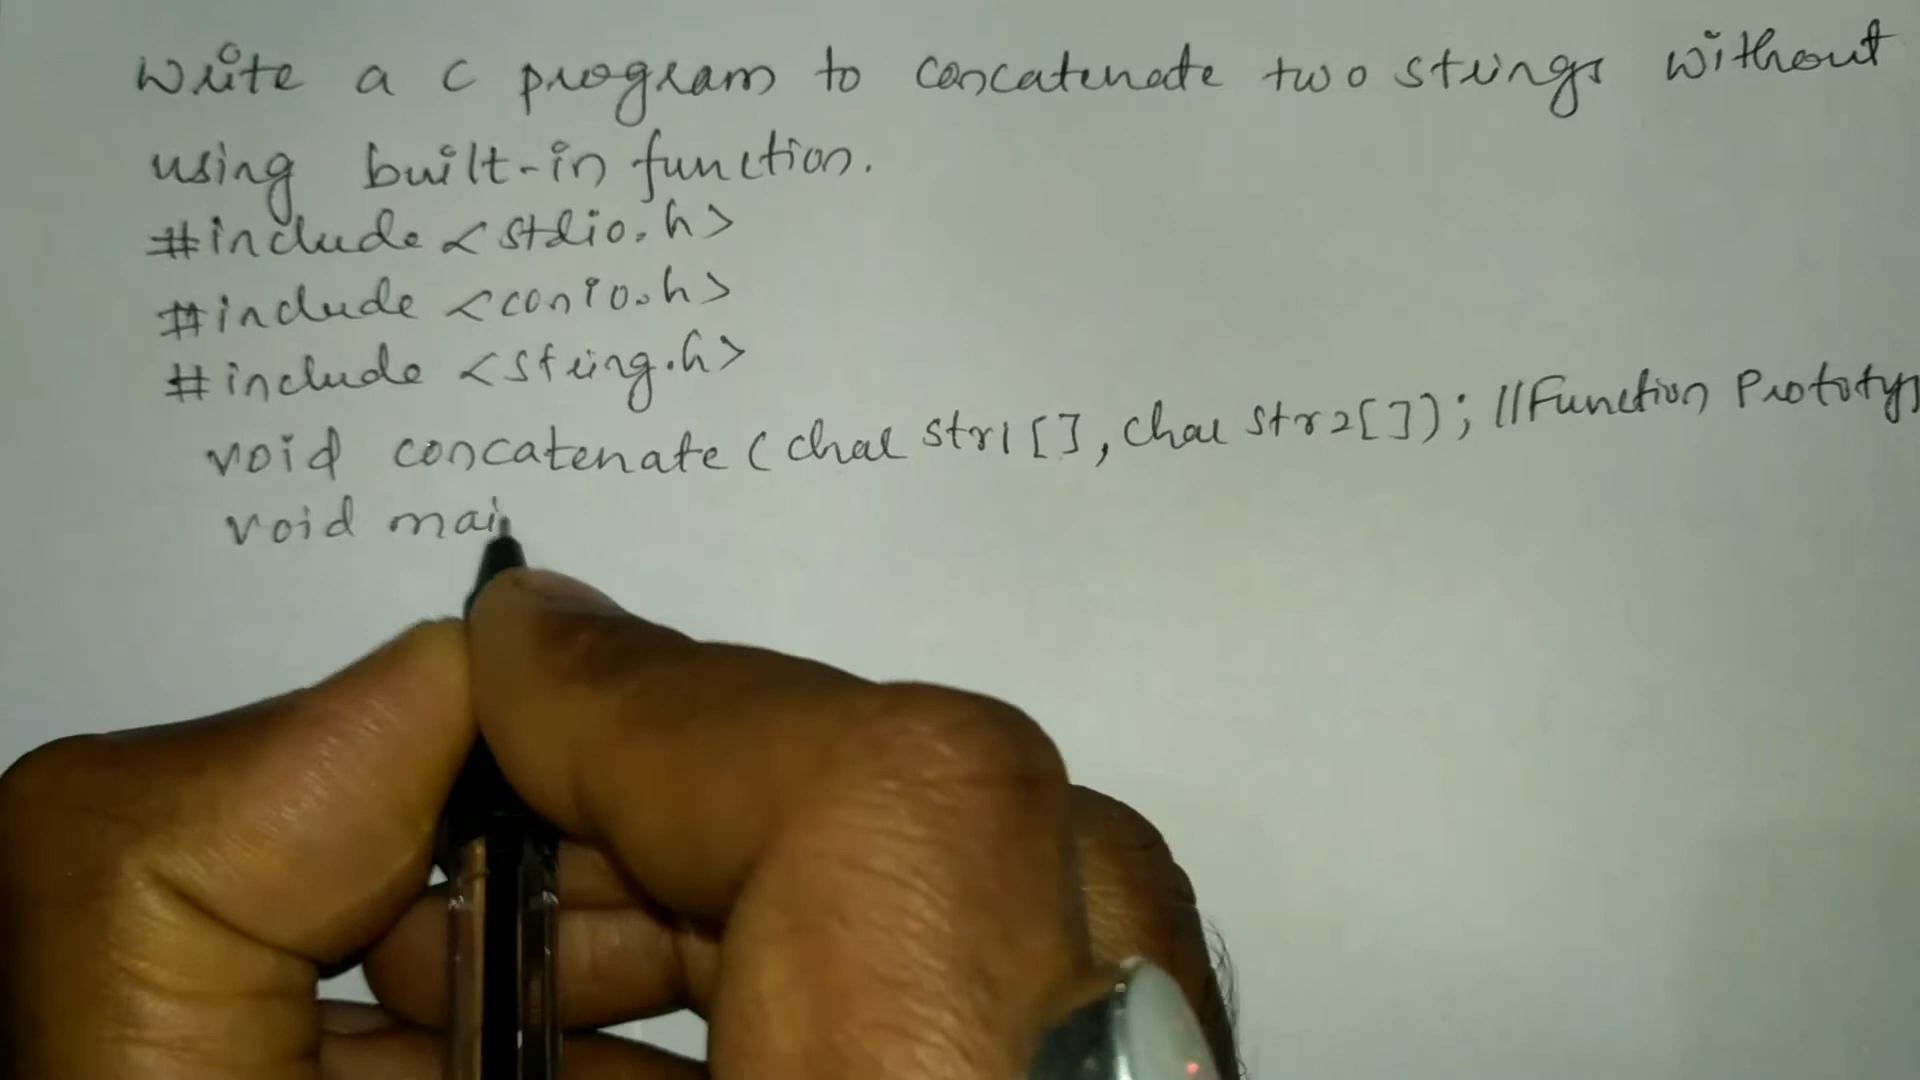 Write a c program to concatenate two strings without
using built-in function.
#include <stdio.h>
#include <conio.h>
#include <string.h>
void concatenate (char str1[], char str2[]); //Function Prototyp
void mai